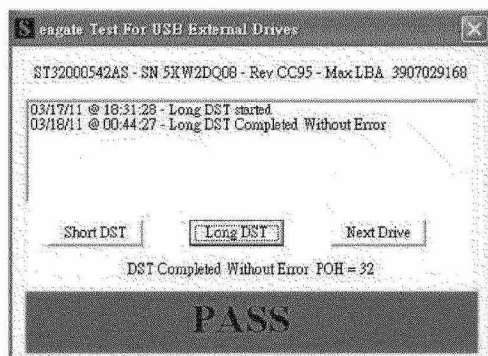 Seagate Test For USB External Drives
ST32000542AS - SN 5XW2DQ08 - Rev CC95 - Max LBA 3907029168
03/17/11 @ 18:31:28 - Long DST started
03/18/11 @ 00:44:27 - Long DST Completed Without Error
Short DST
Long DST
Next Drive
DST Completed Without Error POH = 32
PASS